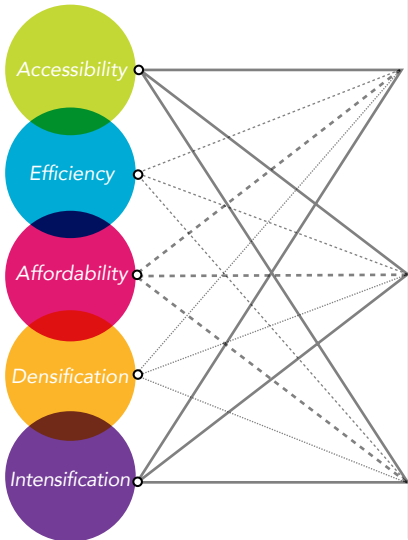 Accessibility
Efficiency
Affordability
Densification
Intensification